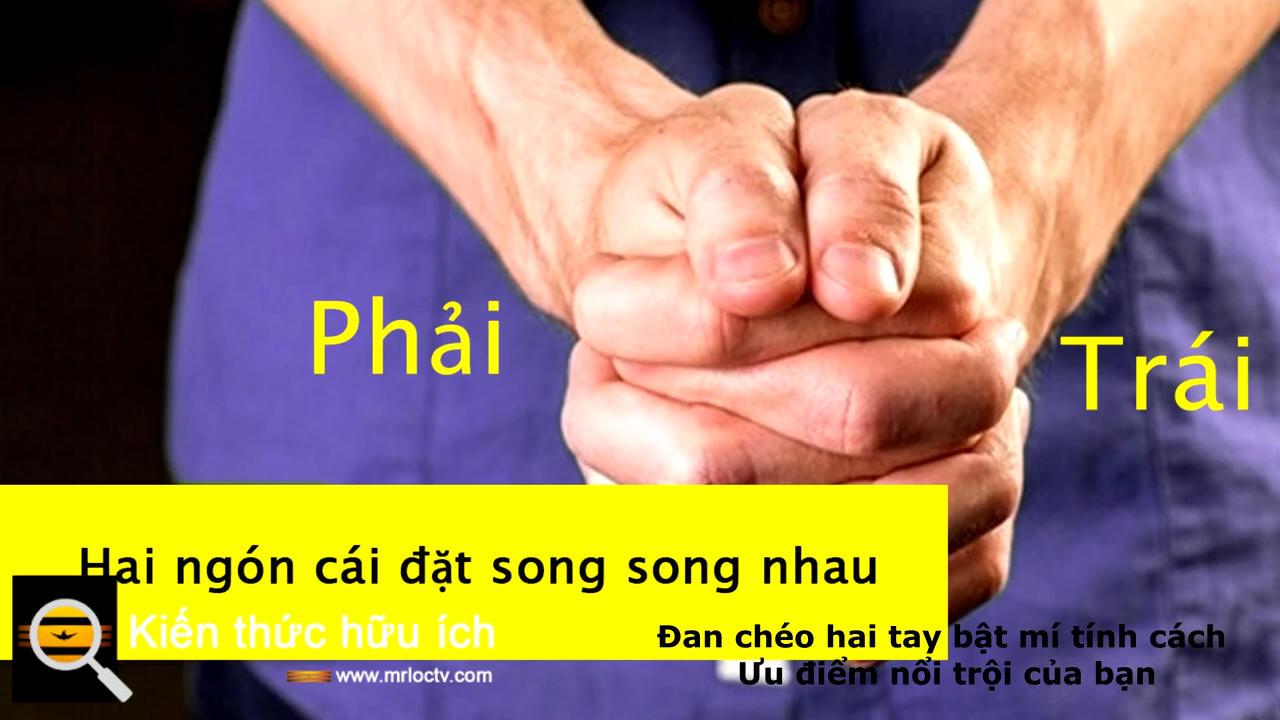 Phải
Trái
Hai ngón cái đặt song song nhau
Kiến thức hữu ích
www.mrloctv.com
Đan chéo hai tay bật mí tính cách
Ưu điểm nổi trội của bạn